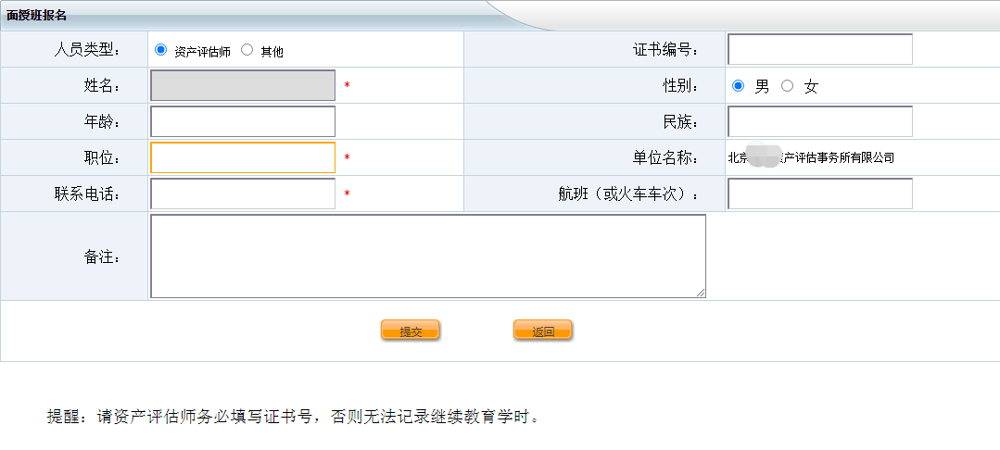 面授班报名
人员类型： 资产评估师 其他 证书编号：
姓名： * 性别： 男 女
年龄： 民族：
职位： * 单位名称： 北京 产评估事务所有限公司
联系电话： * 航班（或火车车次）：
备注：
提交 返回
提醒：请资产评估师务必填写证书号，否则无法记录继续教育学时。